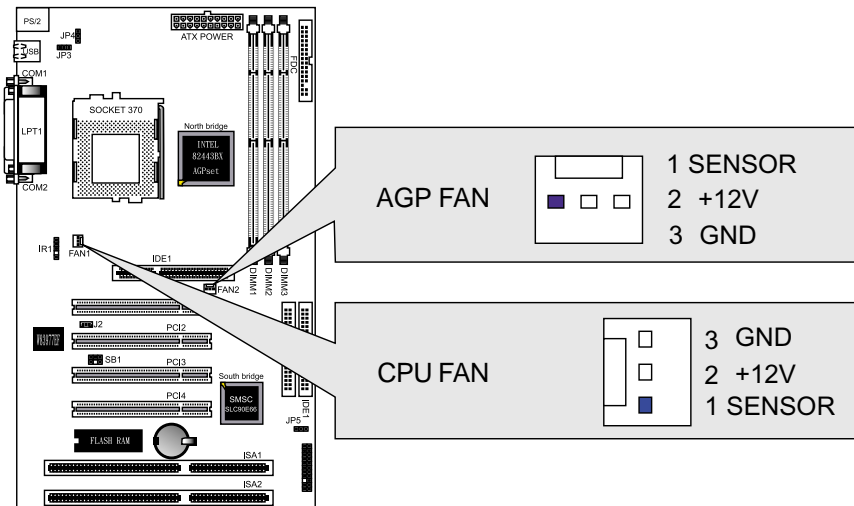 PS/2
ATX POWER
JP4
JP3
USB
FDC
COM1
SOCKET 370
LPT1
North bridge
INTEL
82443BX
AGPset
COM2
AGP FAN
1 SENSOR
2 +12V
3 GND
IR1
FAN1
IDE1
DIMM1
DIMM2
DIMM3
FAN2
J2
PCI2
W83977EF
SB1
PCI3
CPU FAN
3 GND
2 +12V
1 SENSOR
South bridge
SMSC
SLC90E66
PCI4
IDE1
JP5
FLASH RAM
ISA1
ISA2